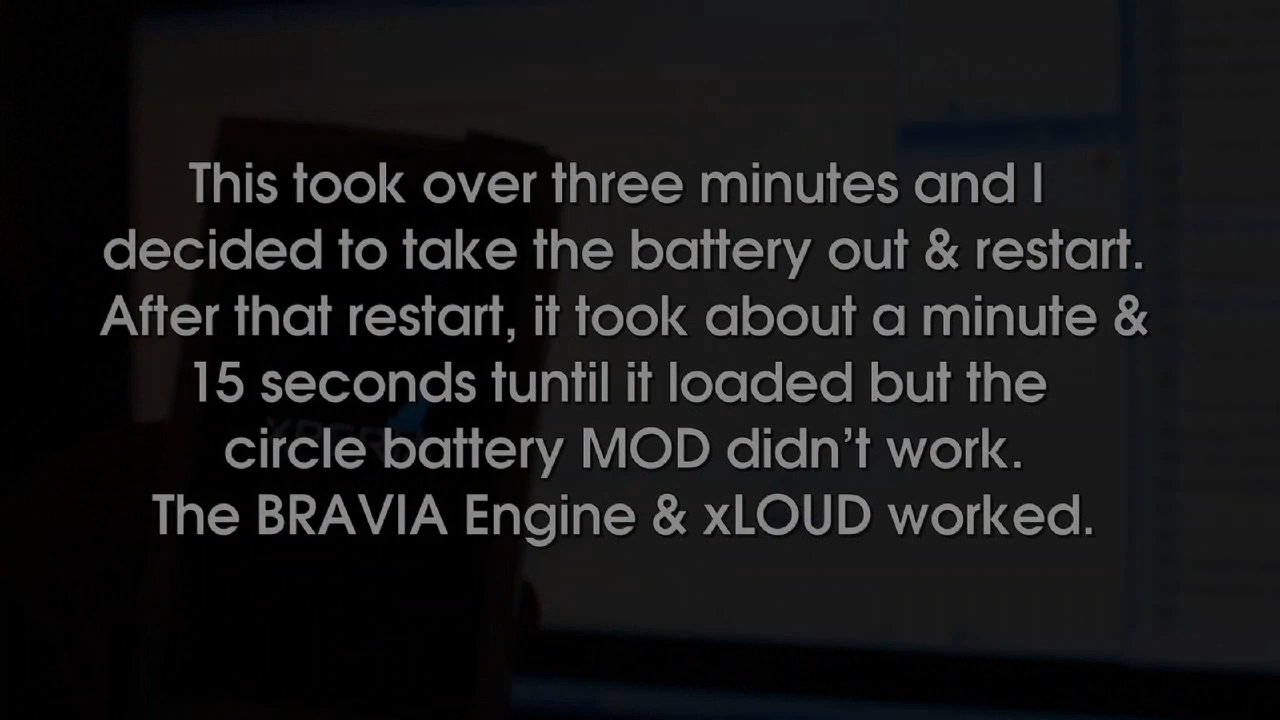 This took over three minutes and I
decided to take the battery out & restart.
After that restart, it took about a minute &
15 seconds tuntil it loaded but the
circle battery MOD didn’t work.
The BRAVIA Engine & xLOUD worked.